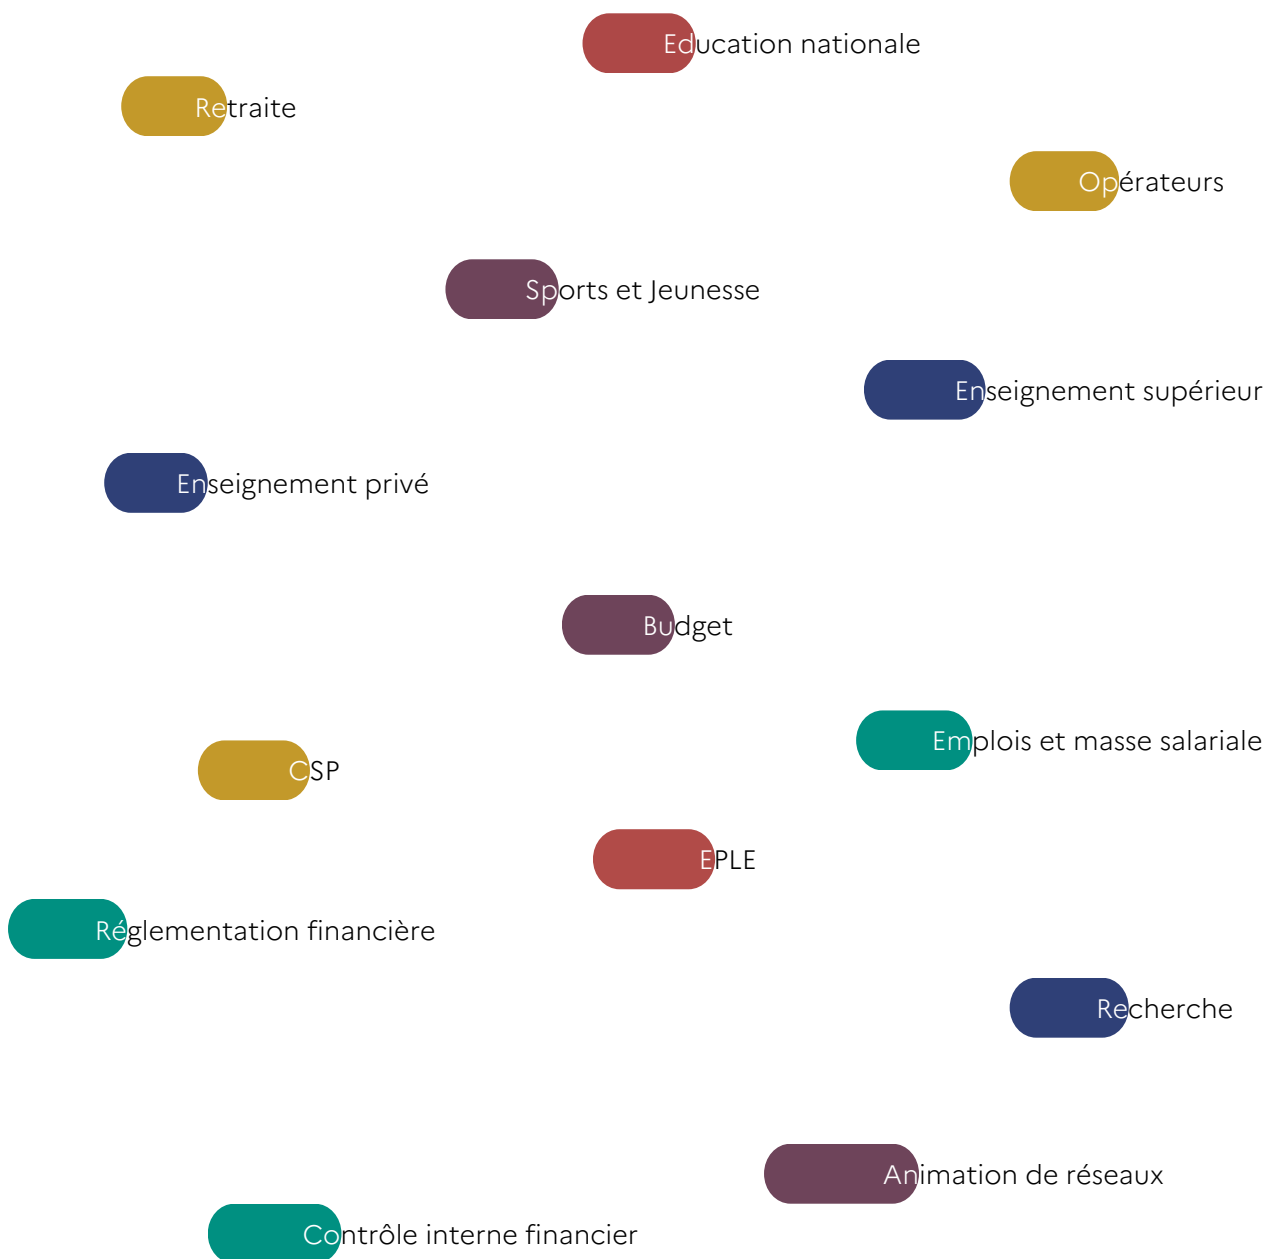 Education nationale
Retraite
Opérateurs
Sports et Jeunesse
Enseignement supérieur
Enseignement privé
Budget
Emplois et masse salariale
CSP
EPLE
Réglementation financière
Recherche
Animation de réseaux
Contrôle interne financier